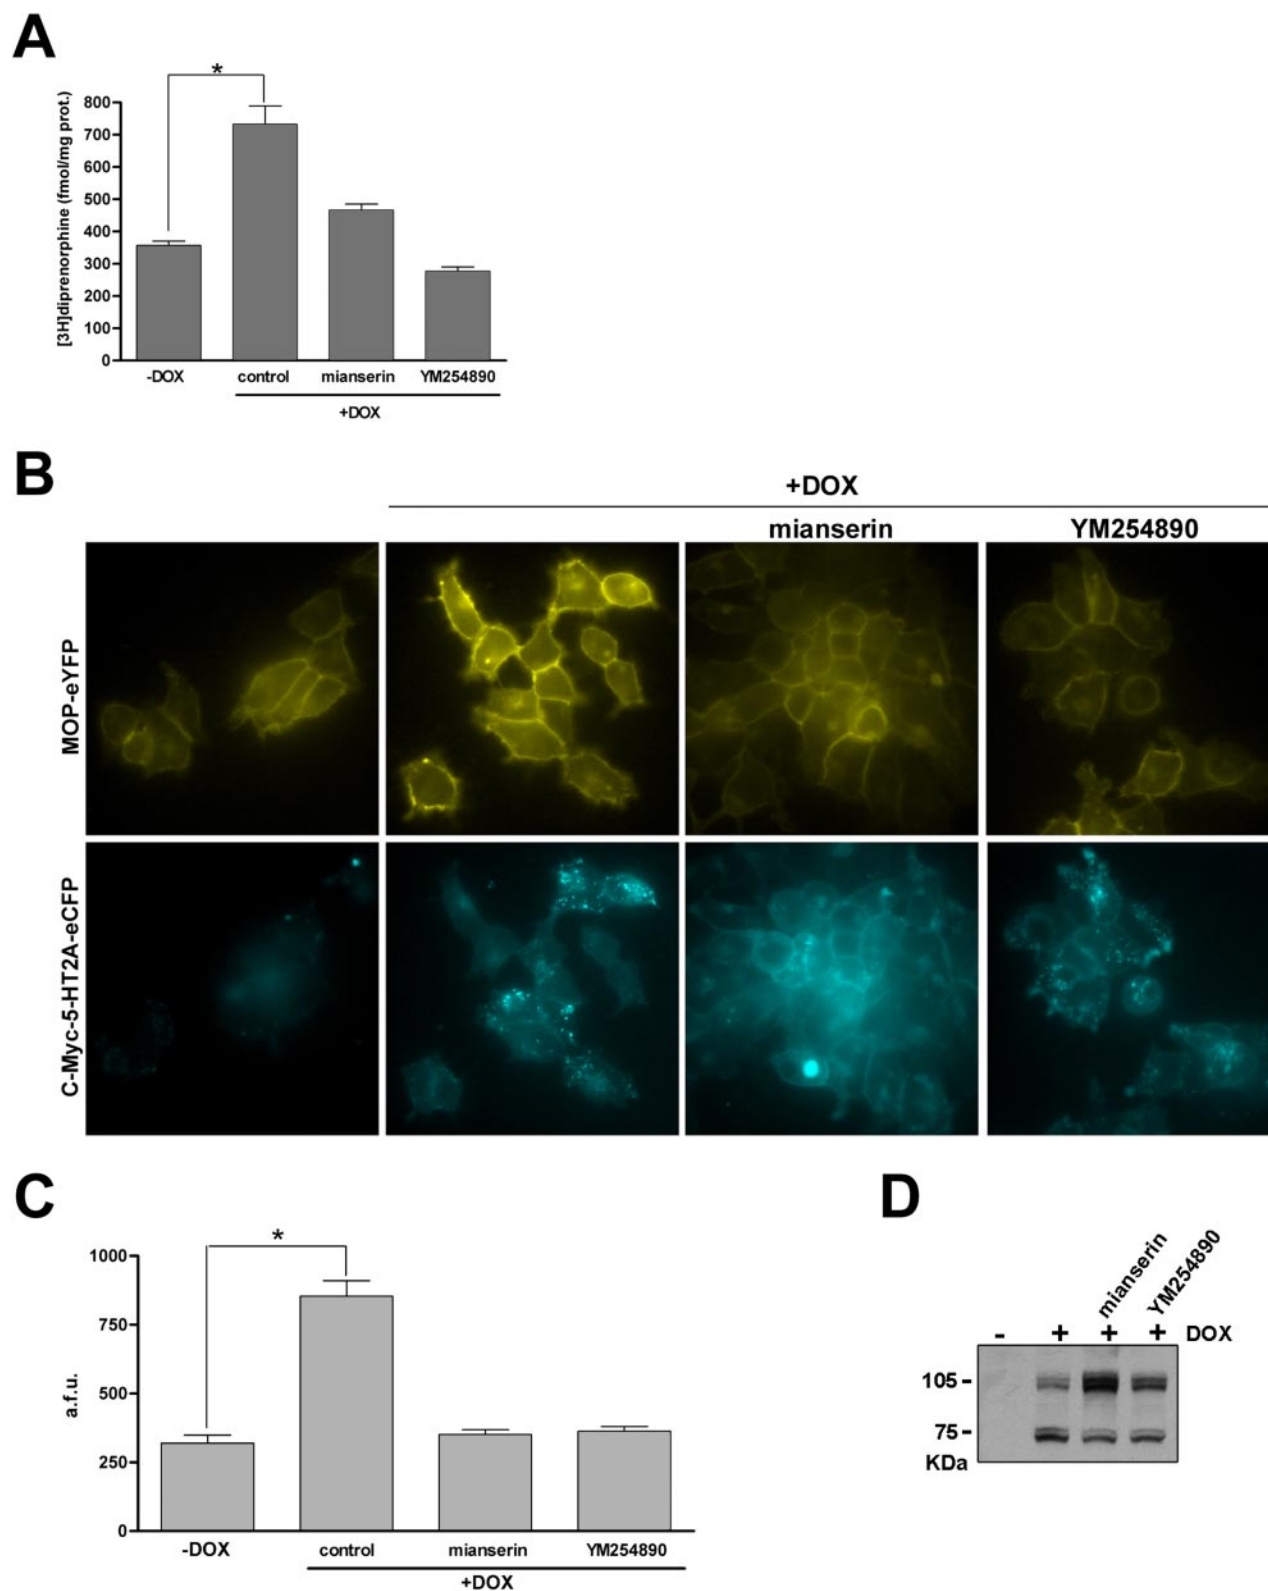 A
*
[3H]diprenorphine (fmol/mg prot.)
800
700
600
500
400
300
200
100
0
-DOX control mianserin YM254890
+DOX
B
+DOX
mianserin YM254890
MOP-eYFP
C-Myc-5-HT2A-eCFP
C
*
a.f.u.
1000
750
500
250
0
-DOX control mianserin YM254890
+DOX
D
mianserin YM254890
- + + + DOX
105
75
KDa